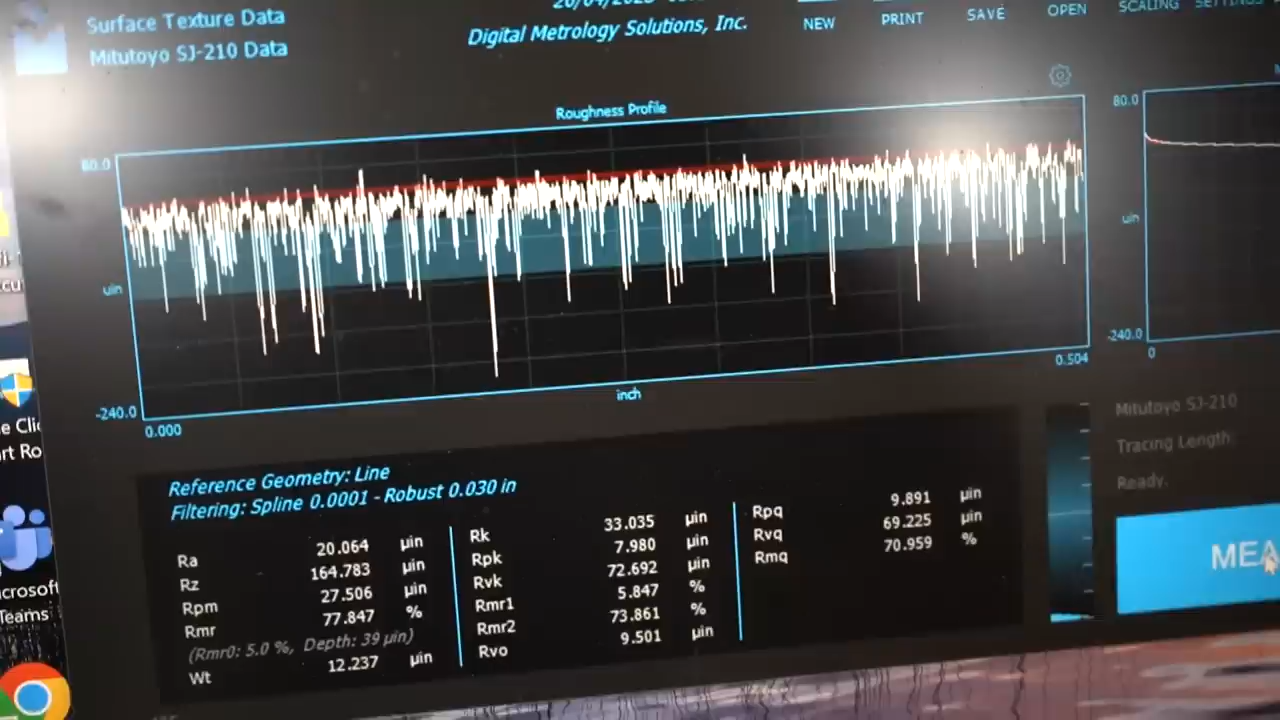 Surface Texture Data
Mitutoyo SJ-210 Data
Digital Metrology Solutions, Inc.
NEW
PRINT
SAVE
OPEN
SCALING
Roughness Profile
80.0
uin
-240.0
0.000
inch
0.504
80.0
uin
-240.0
0
Reference Geometry: Line
Filtering: Spline 0.0001 - Robust 0.030 in
Ra 20.064 µin
Rz 164.783 µin
Rpm 27.506 µin
Rmr 77.847 %
(Rmr0: 5.0 %, Depth: 39 µin)
Wt 12.237 µin
Rk 33.035 µin
Rpk 7.980 µin
Rvk 72.692 µin
Rmr1 5.847 %
Rmr2 73.861 %
Rvo 9.501 µin
Rpq 9.891 µin
Rvq 69.225 µin
Rmq 70.959 %
Mitutoyo SJ-210
Tracing Length:
Ready.
MEA
Teams